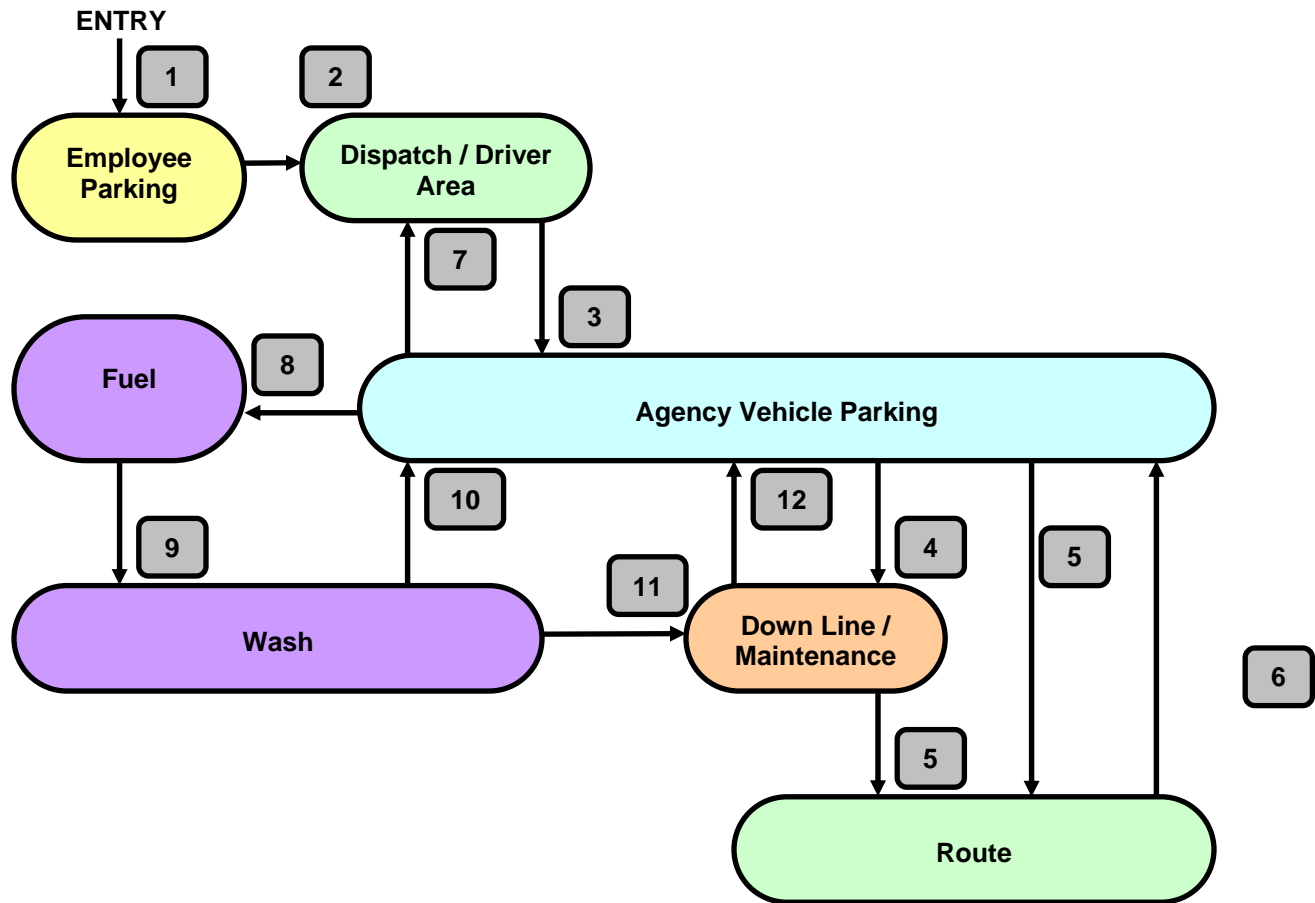 ENTRY
1
2
Employee
Parking
Dispatch / Driver
Area
7
3
Fuel
8
Agency Vehicle Parking
10
12
9
4
5
11
Wash
Down Line /
Maintenance
6
5
Route